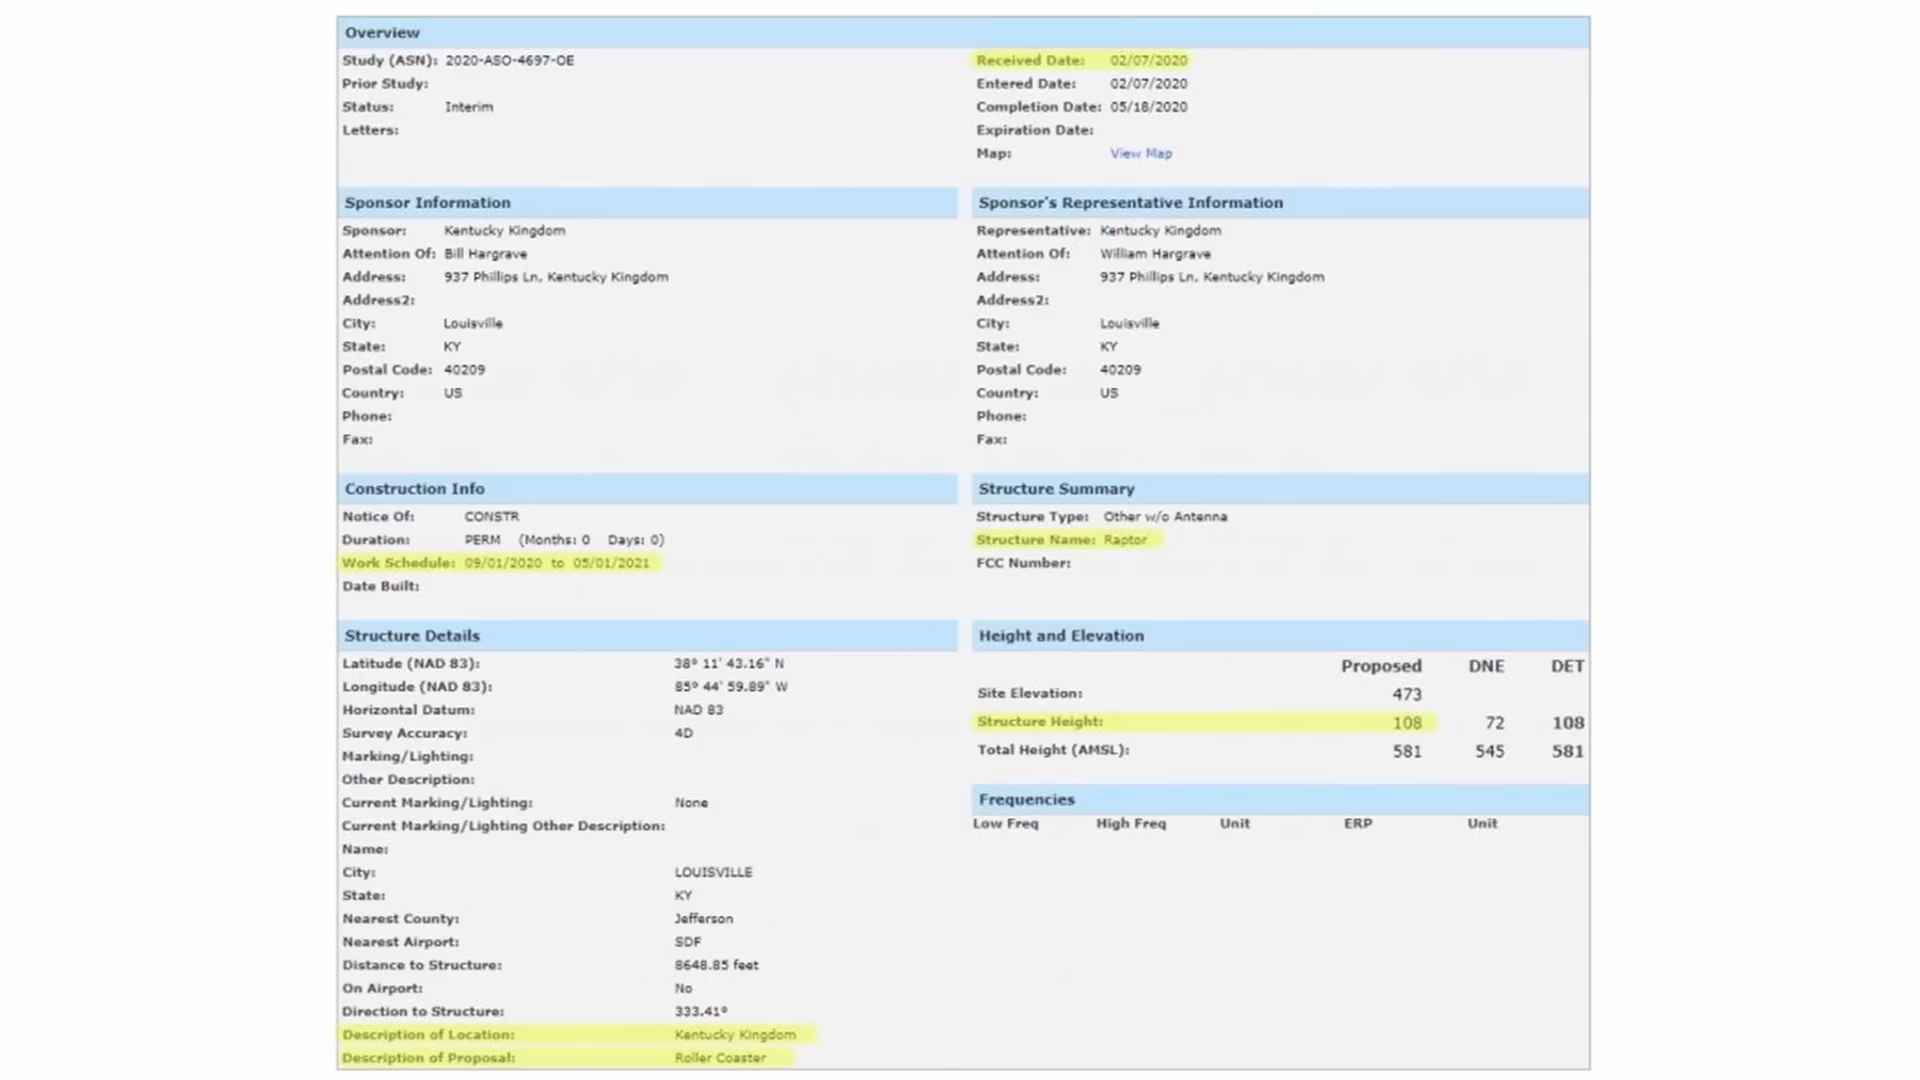 Overview
Study (ASN): 2020-ASO-4697-OE
Prior Study:
Status: Interim
Letters:
Received Date: 02/07/2020
Entered Date: 02/07/2020
Completion Date: 05/18/2020
Expiration Date:
Map: View Map
Sponsor Information
Sponsor: Kentucky Kingdom
Attention Of: Bill Hargrave
Address: 937 Phillips Ln, Kentucky Kingdom
Address2:
City: Louisville
State: KY
Postal Code: 40209
Country: US
Phone:
Fax:
Sponsor's Representative Information
Representative: Kentucky Kingdom
Attention Of: William Hargrave
Address: 937 Phillips Ln, Kentucky Kingdom
Address2:
City: Louisville
State: KY
Postal Code: 40209
Country: US
Phone:
Fax:
Construction Info
Notice Of: CONSTR
Duration: PERM (Months: 0 Days: 0)
Work Schedule: 09/01/2020 to 05/01/2021
Date Built:
Structure Summary
Structure Type: Other w/o Antenna
Structure Name: Raptor
FCC Number:
Structure Details
Latitude (NAD 83): 38º 11' 43.16" N
Longitude (NAD 83): 85º 44' 59.89" W
Horizontal Datum: NAD 83
Survey Accuracy: 4D
Marking/Lighting:
Other Description:
Current Marking/Lighting: None
Current Marking/Lighting Other Description:
Name:
City: LOUISVILLE
State: KY
Nearest County: Jefferson
Nearest Airport: SDF
Distance to Structure: 8648.85 feet
On Airport: No
Direction to Structure: 333.41º
Description of Location: Kentucky Kingdom
Description of Proposal: Roller Coaster
Height and Elevation
Proposed DNE DET
Site Elevation: 473
Structure Height: 108 72 108
Total Height (AMSL): 581 545 581
Frequencies
Low Freq High Freq Unit ERP Unit